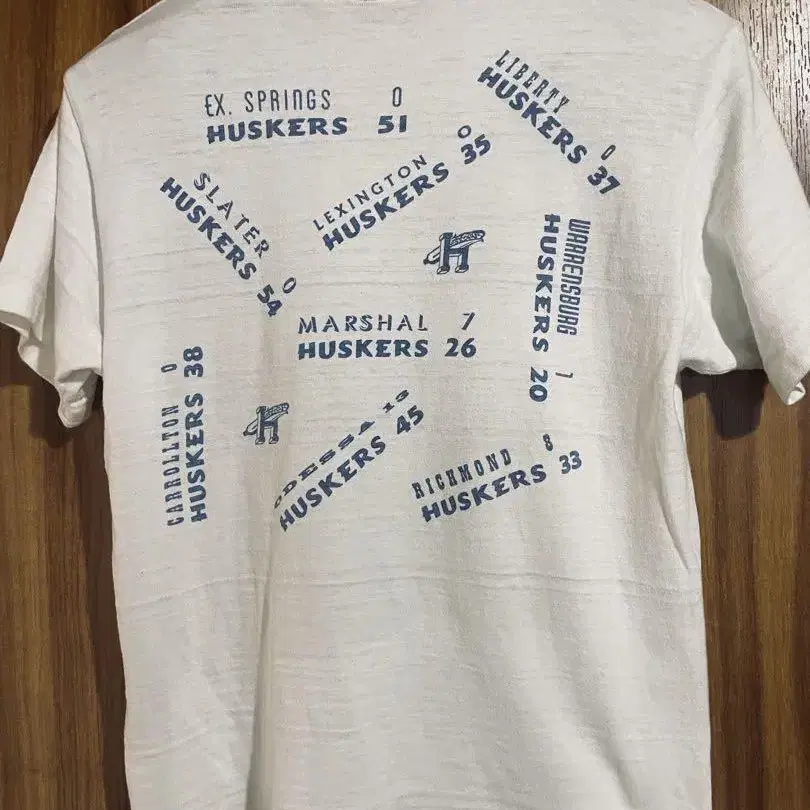 EX. SPRINGS 0
HUSKERS 51
LIBERTY 0
HUSKERS 37
SLATER 0
HUSKERS 54
LEXINGTON 0
HUSKERS 35
H
WARRENSBURG 7
HUSKERS 20
MARSHAL 7
HUSKERS 26
CARROLLTON 0
HUSKERS 38
H
ODESSA 13
HUSKERS 45
RICHMOND 8
HUSKERS 33